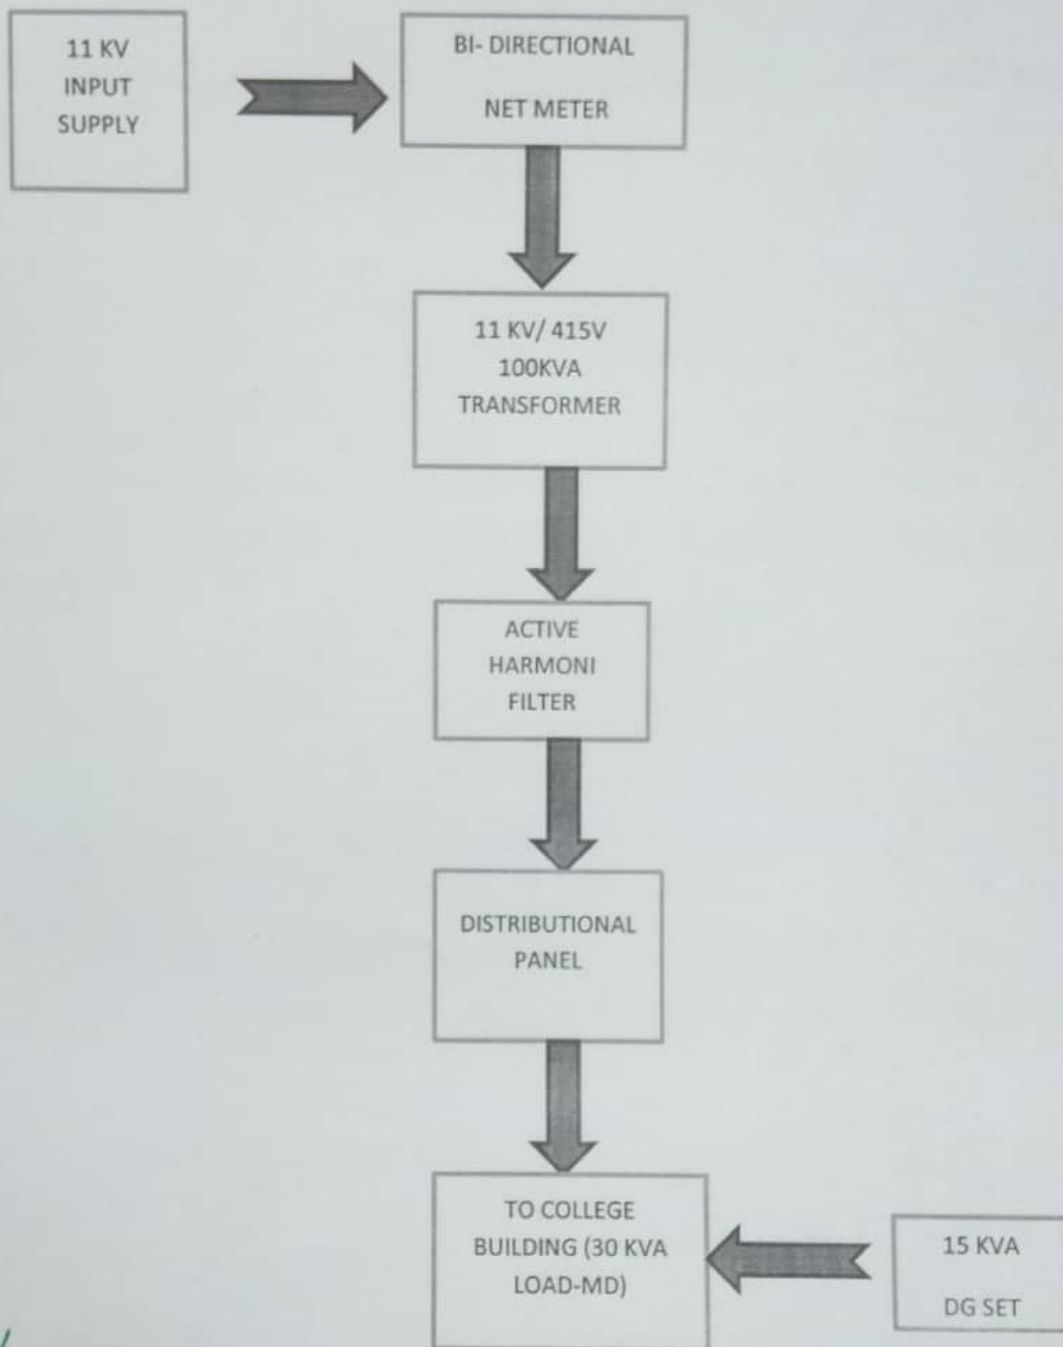 11 KV
INPUT
SUPPLY
BI- DIRECTIONAL
NET METER
11 KV/ 415V
100KVA
TRANSFORMER
ACTIVE
HARMONI
FILTER
DISTRIBUTIONAL
PANEL
TO COLLEGE
BUILDING (30 KVA
LOAD-MD)
15 KVA
DG SET